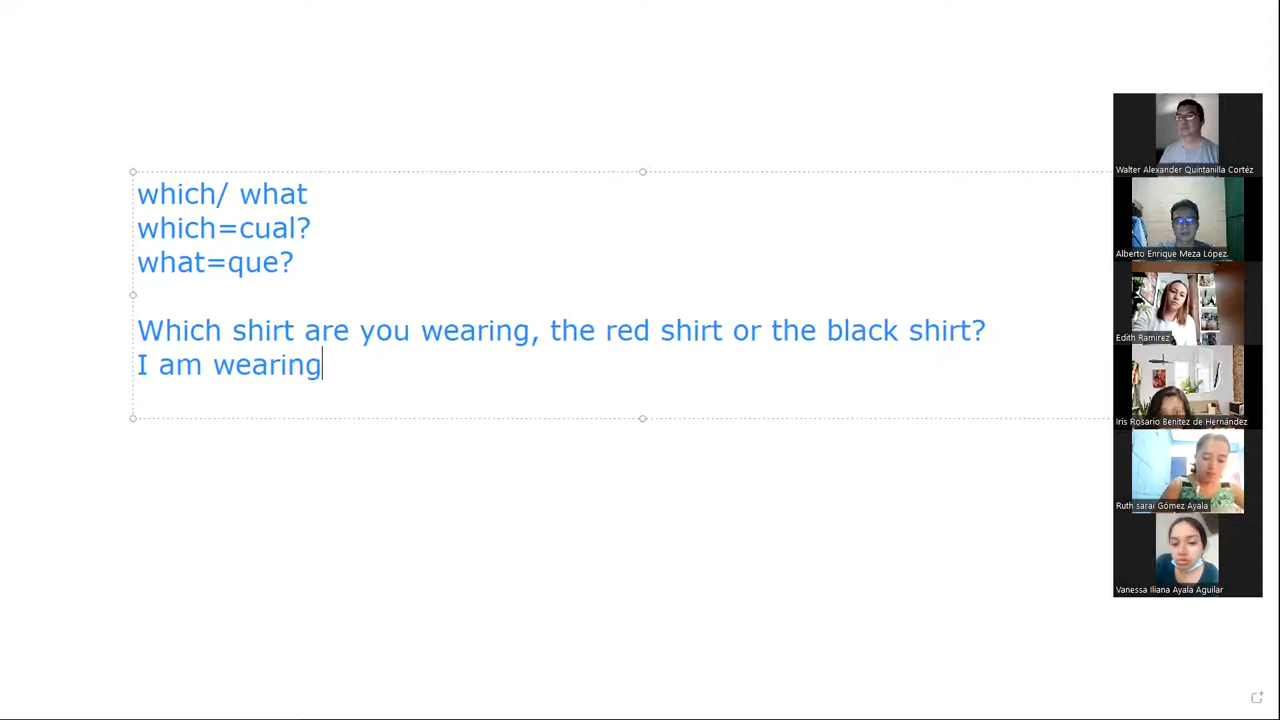 which/ what
which=cual?
what=que?
Which shirt are you wearing, the red shirt or the black shirt?
I am wearing
Walter Alexander Quintanilla Cortéz
Alberto Enrique Meza López.
Edith Ramirez
Iris Rosario Benitez de Hernández
Ruth sarai Gómez Ayala
Vanessa Iliana Ayala Aguilar